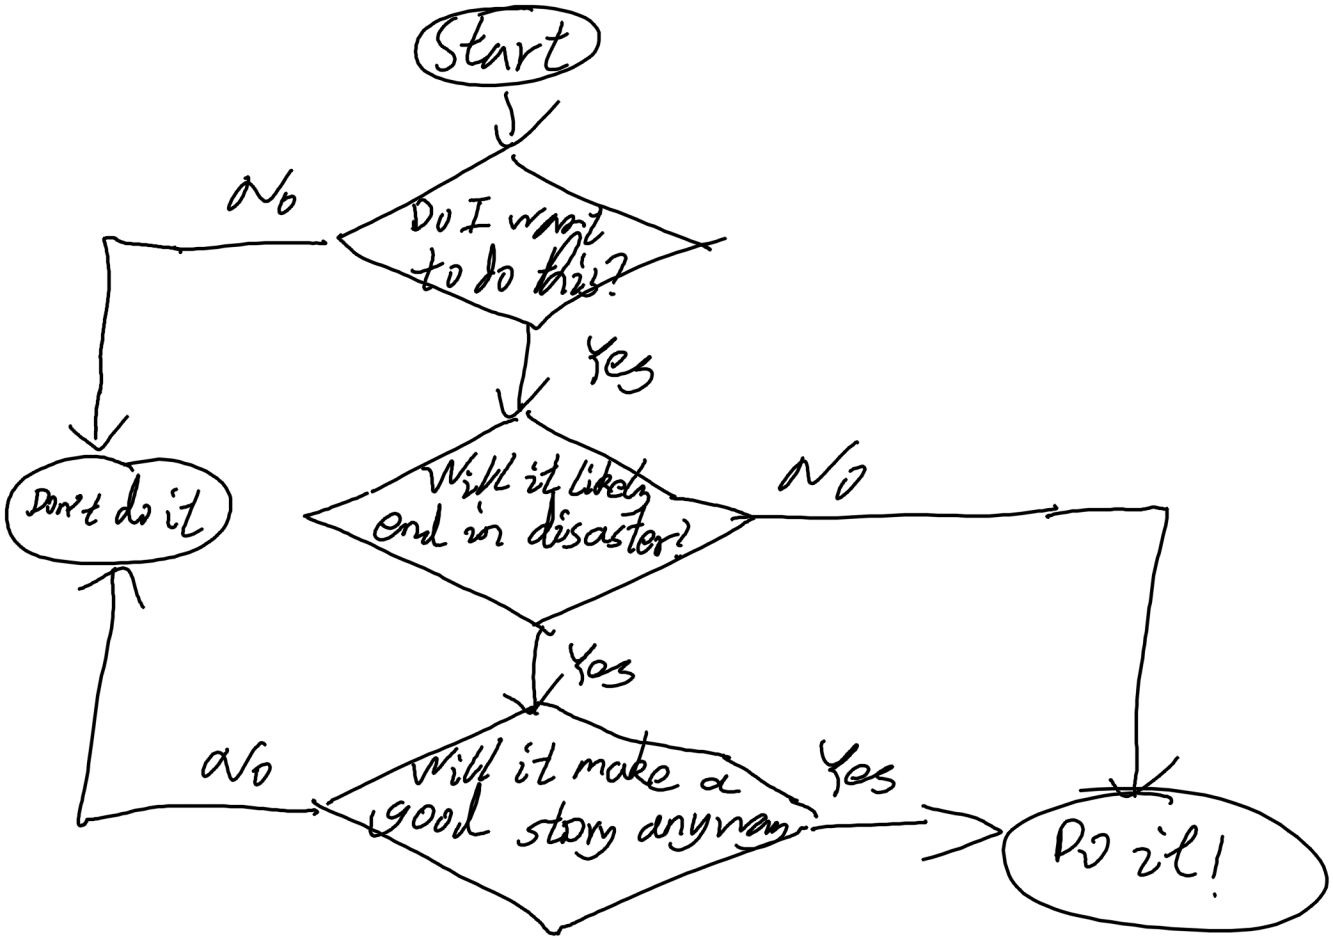 Start
No
Do I want
to do this?
Yes
Will it likely
end in disaster?
No
Don't do it
Yes
No
Will it make a
good story anyway
Yes
Do it!